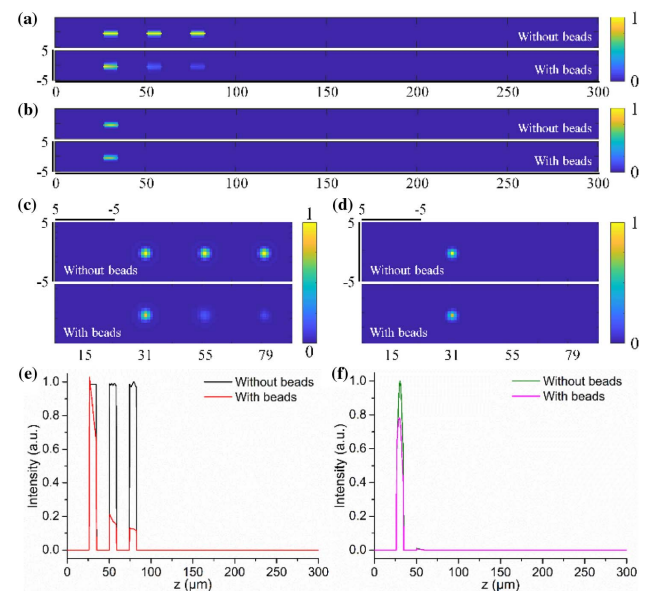 (a)
Without beads
1
5
-5
With beads
0
0 50 100 150 200 250 300
(b)
Without beads
1
5
-5
With beads
0
0 50 100 150 200 250 300
(c)
5 -5
5
-5
Without beads
With beads
1
0
15 31 55 79
(d)
5 -5
Without beads
With beads
1
0
15 31 55 79
(e)
Intensity (a.u.)
1.0
0.8
0.6
0.4
0.2
0.0
Without beads
With beads
0 50 100 150 200 250 300
z (μm)
(f)
Intensity (a.u.)
1.0
0.8
0.6
0.4
0.2
0.0
Without beads
With beads
0 50 100 150 200 250 300
z (μm)